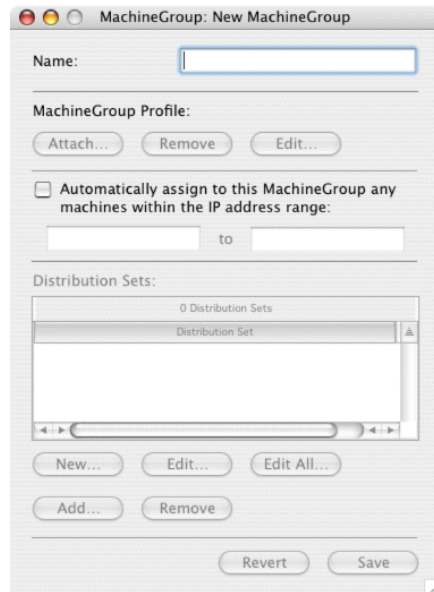 MachineGroup: New MachineGroup
Name:
MachineGroup Profile:
Attach... Remove Edit...
Automatically assign to this MachineGroup any
machines within the IP address range:
to
Distribution Sets:
0 Distribution Sets
Distribution Set
New... Edit... Edit All...
Add... Remove
Revert Save